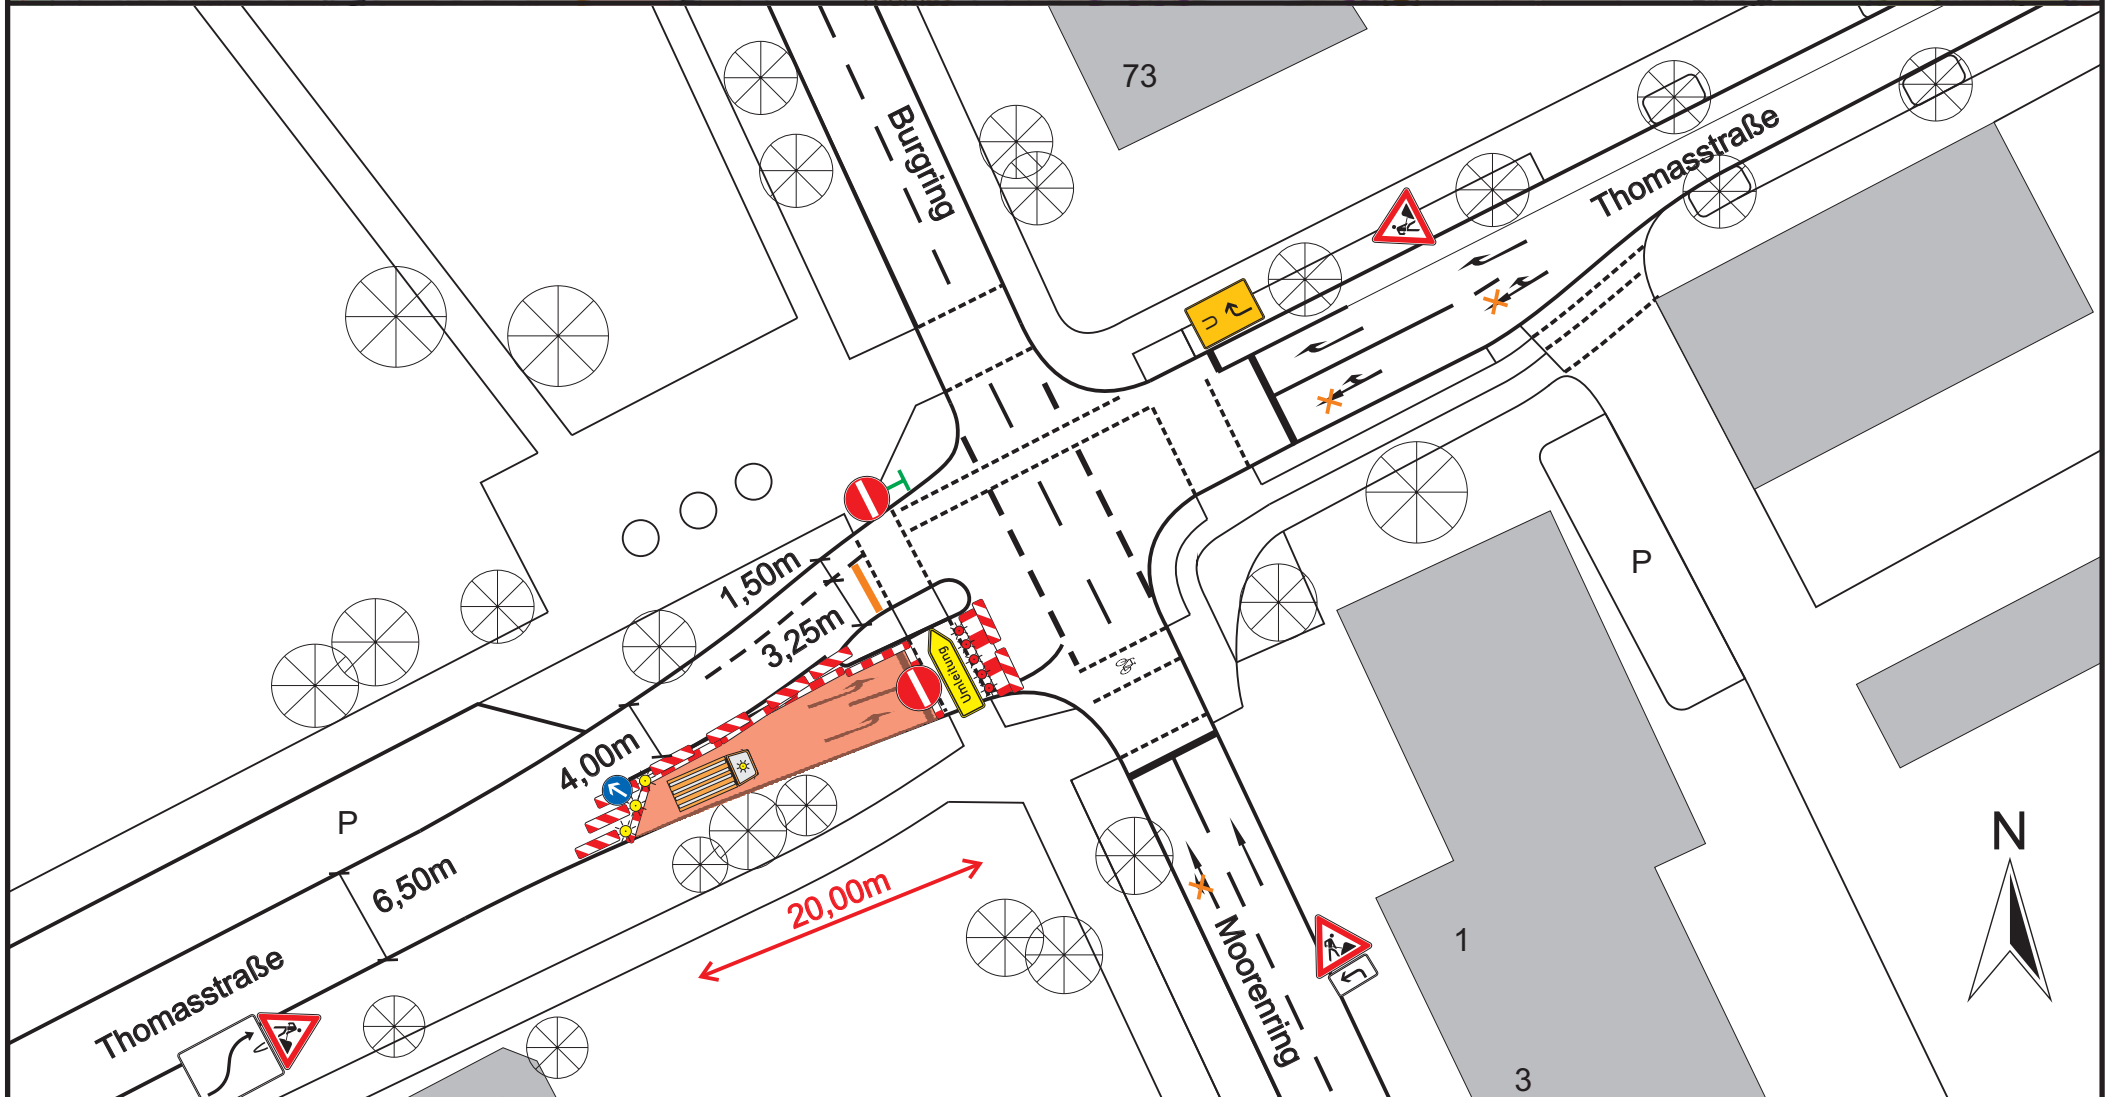 73
Burgring
Thomasstraße
U
1,50m
3,25m
P
Umleitung
4,00m
P
6,50m
20,00m
N
1
Moorenring
Thomasstraße
3